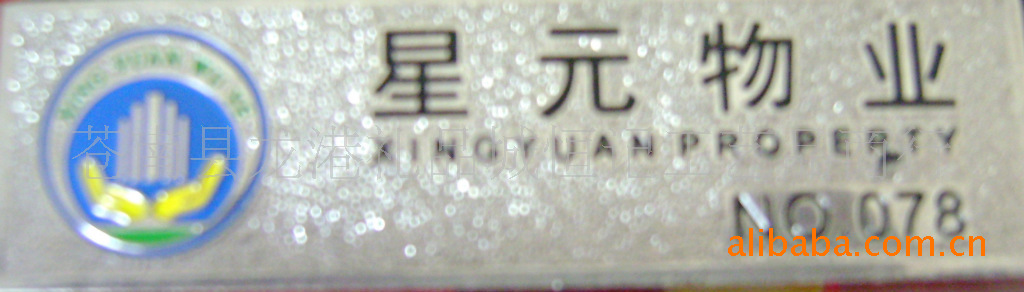 星元物业
XINGYUAN PROPERTY
NO 078
alibaba.com.cn